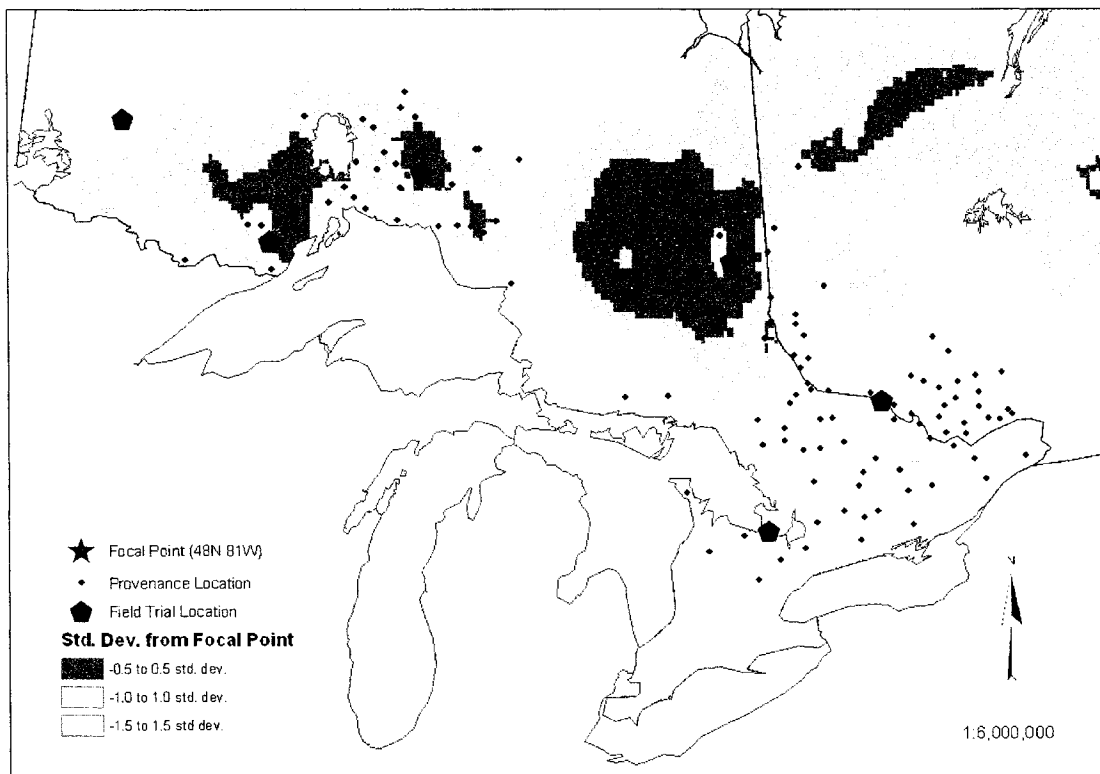 N
Focal Point (48N 81W)
Provenance Location
Field Trial Location
Std. Dev. from Focal Point
-0.5 to 0.5 std. dev.
-1.0 to 1.0 std. dev.
-1.5 to 1.5 std dev.
1:6,000,000